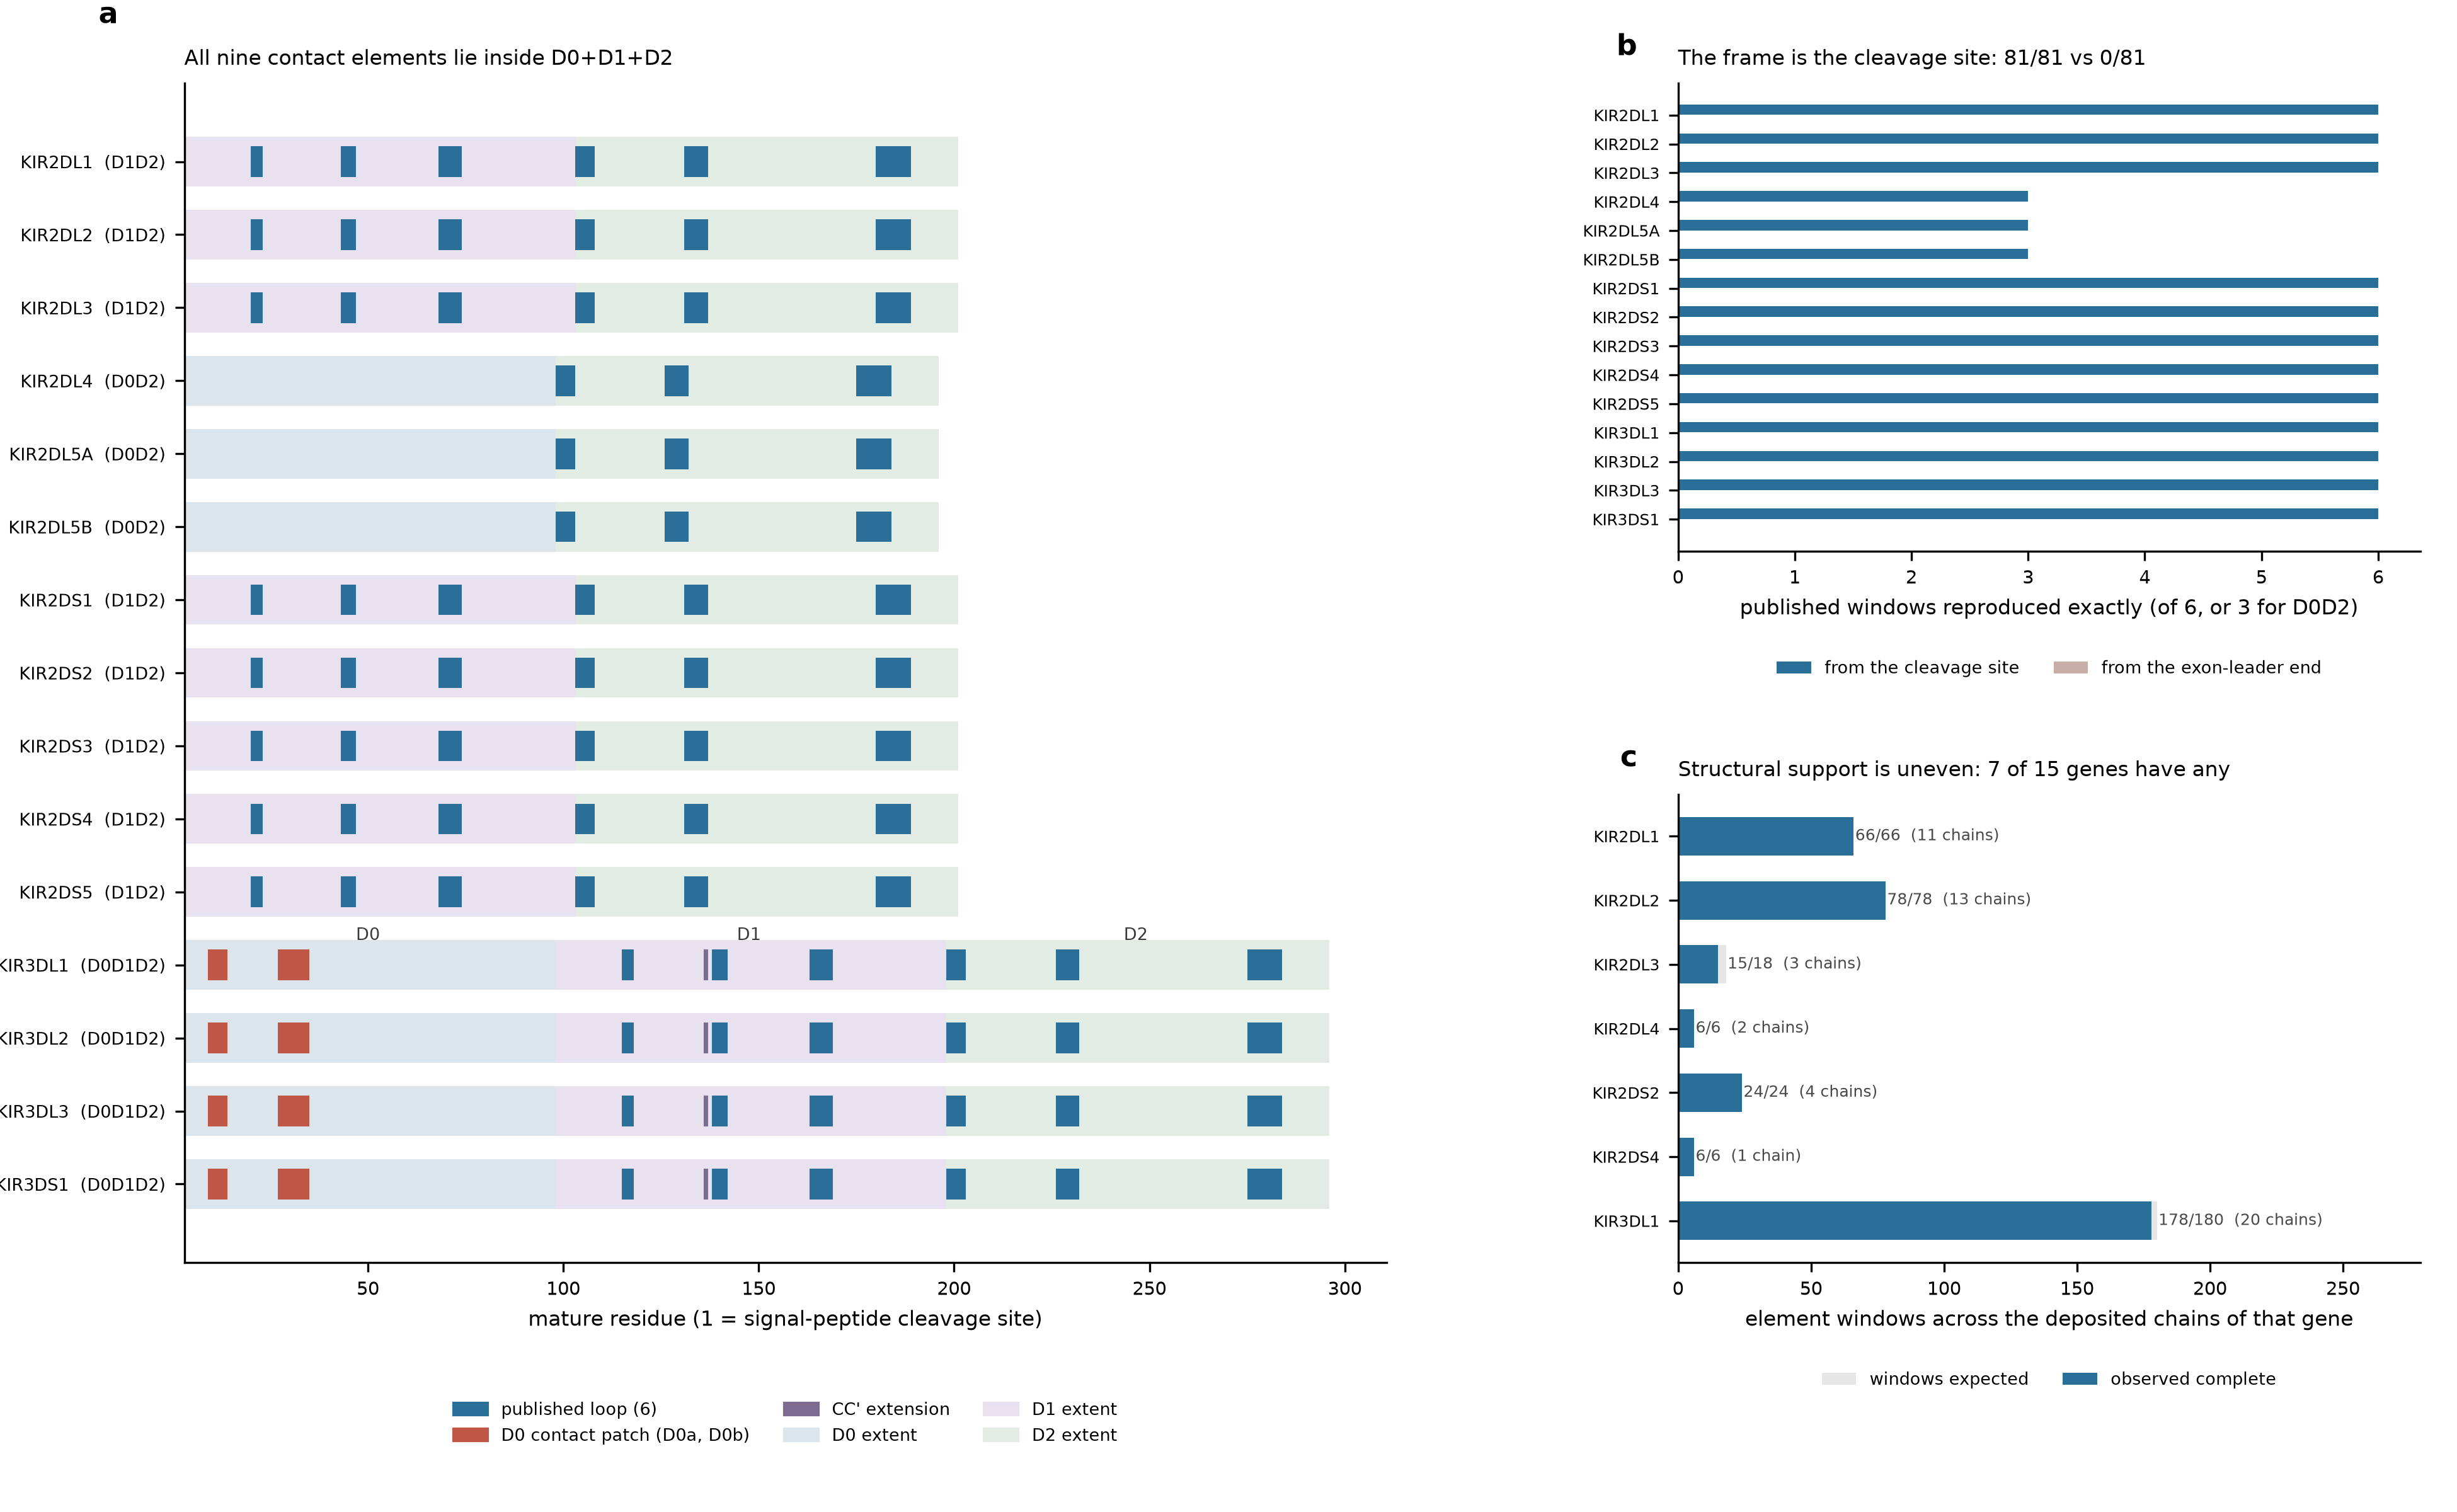 a
All nine contact elements lie inside D0+D1+D2
KIR2DL1 (D1D2)
KIR2DL2 (D1D2)
KIR2DL3 (D1D2)
KIR2DL4 (D0D2)
KIR2DL5A (D0D2)
KIR2DL5B (D0D2)
KIR2DS1 (D1D2)
KIR2DS2 (D1D2)
KIR2DS3 (D1D2)
KIR2DS4 (D1D2)
KIR2DS5 (D1D2)
D0 D1 D2
KIR3DL1 (D0D1D2)
KIR3DL2 (D0D1D2)
KIR3DL3 (D0D1D2)
KIR3DS1 (D0D1D2)
50 100 150 200 250 300
mature residue (1 = signal-peptide cleavage site)
published loop (6)
D0 contact patch (D0a, D0b)
CC' extension
D0 extent
D1 extent
D2 extent
b
The frame is the cleavage site: 81/81 vs 0/81
KIR2DL1
KIR2DL2
KIR2DL3
KIR2DL4
KIR2DL5A
KIR2DL5B
KIR2DS1
KIR2DS2
KIR2DS3
KIR2DS4
KIR2DS5
KIR3DL1
KIR3DL2
KIR3DL3
KIR3DS1
0 1 2 3 4 5 6
published windows reproduced exactly (of 6, or 3 for D0D2)
from the cleavage site
from the exon-leader end
c
Structural support is uneven: 7 of 15 genes have any
KIR2DL1 66/66 (11 chains)
KIR2DL2 78/78 (13 chains)
KIR2DL3 15/18 (3 chains)
KIR2DL4 6/6 (2 chains)
KIR2DS2 24/24 (4 chains)
KIR2DS4 6/6 (1 chain)
KIR3DL1 178/180 (20 chains)
0 50 100 150 200 250
element windows across the deposited chains of that gene
windows expected
observed complete